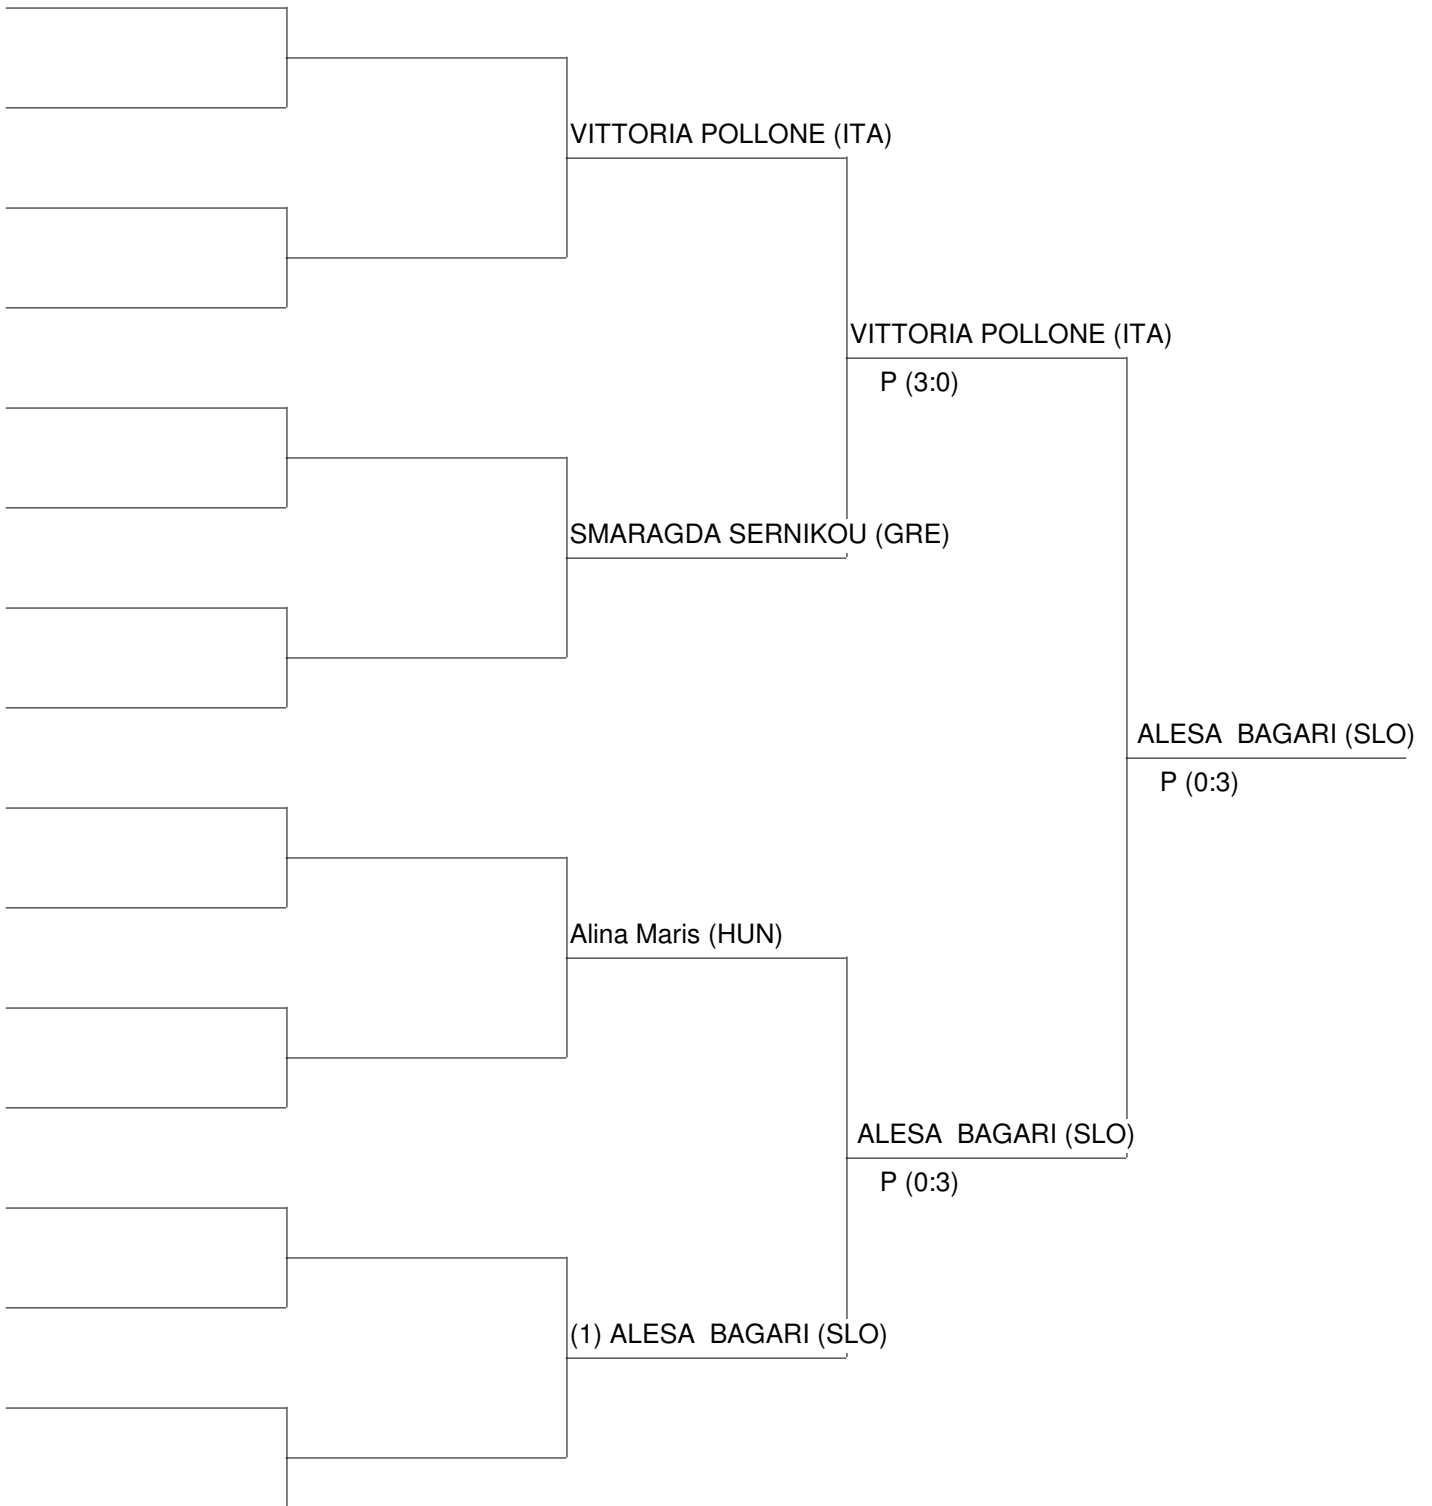 VITTORIA POLLONE (ITA)
VITTORIA POLLONE (ITA)
P (3:0)
SMARAGDA SERNIKOU (GRE)
ALESA  BAGARI (SLO)
P (0:3)
Alina Maris (HUN)
ALESA  BAGARI (SLO)
P (0:3)
(1) ALESA  BAGARI (SLO)